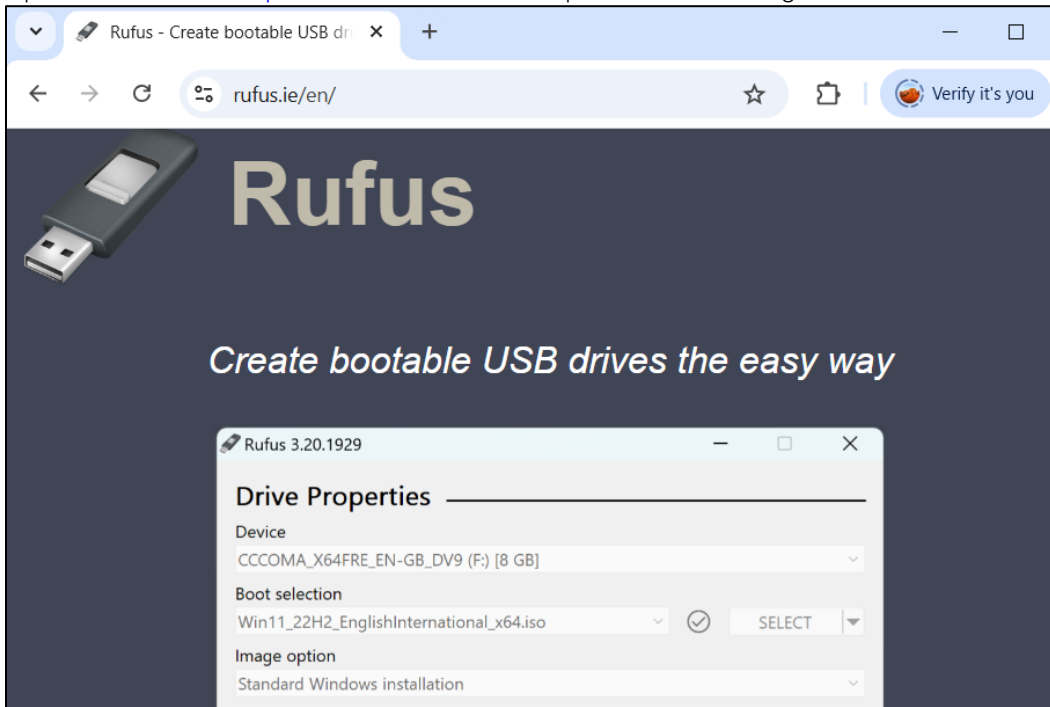 Rufus - Create bootable USB dri
rufus.ie/en/
Verify it's you
Rufus
Create bootable USB drives the easy way
Rufus 3.20.1929
Drive Properties
Device
CCCOMA_X64FRE_EN-GB_DV9 (F:) [8 GB]
Boot selection
Win11_22H2_EnglishInternational_x64.iso
SELECT
Image option
Standard Windows installation